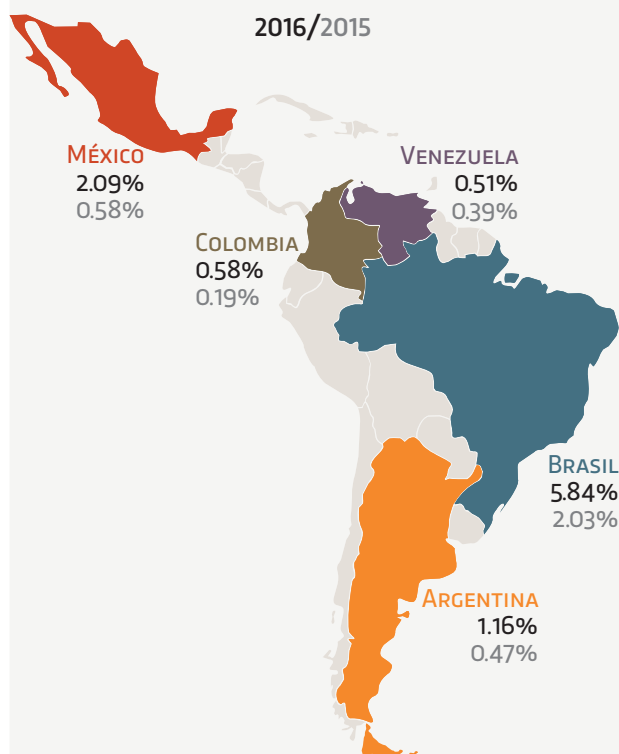 2016/2015
MÉXICO
2.09%
0.58%
VENEZUELA
0.51%
0.39%
COLOMBIA
0.58%
0.19%
BRASIL
5.84%
2.03%
ARGENTINA
1.16%
0.47%